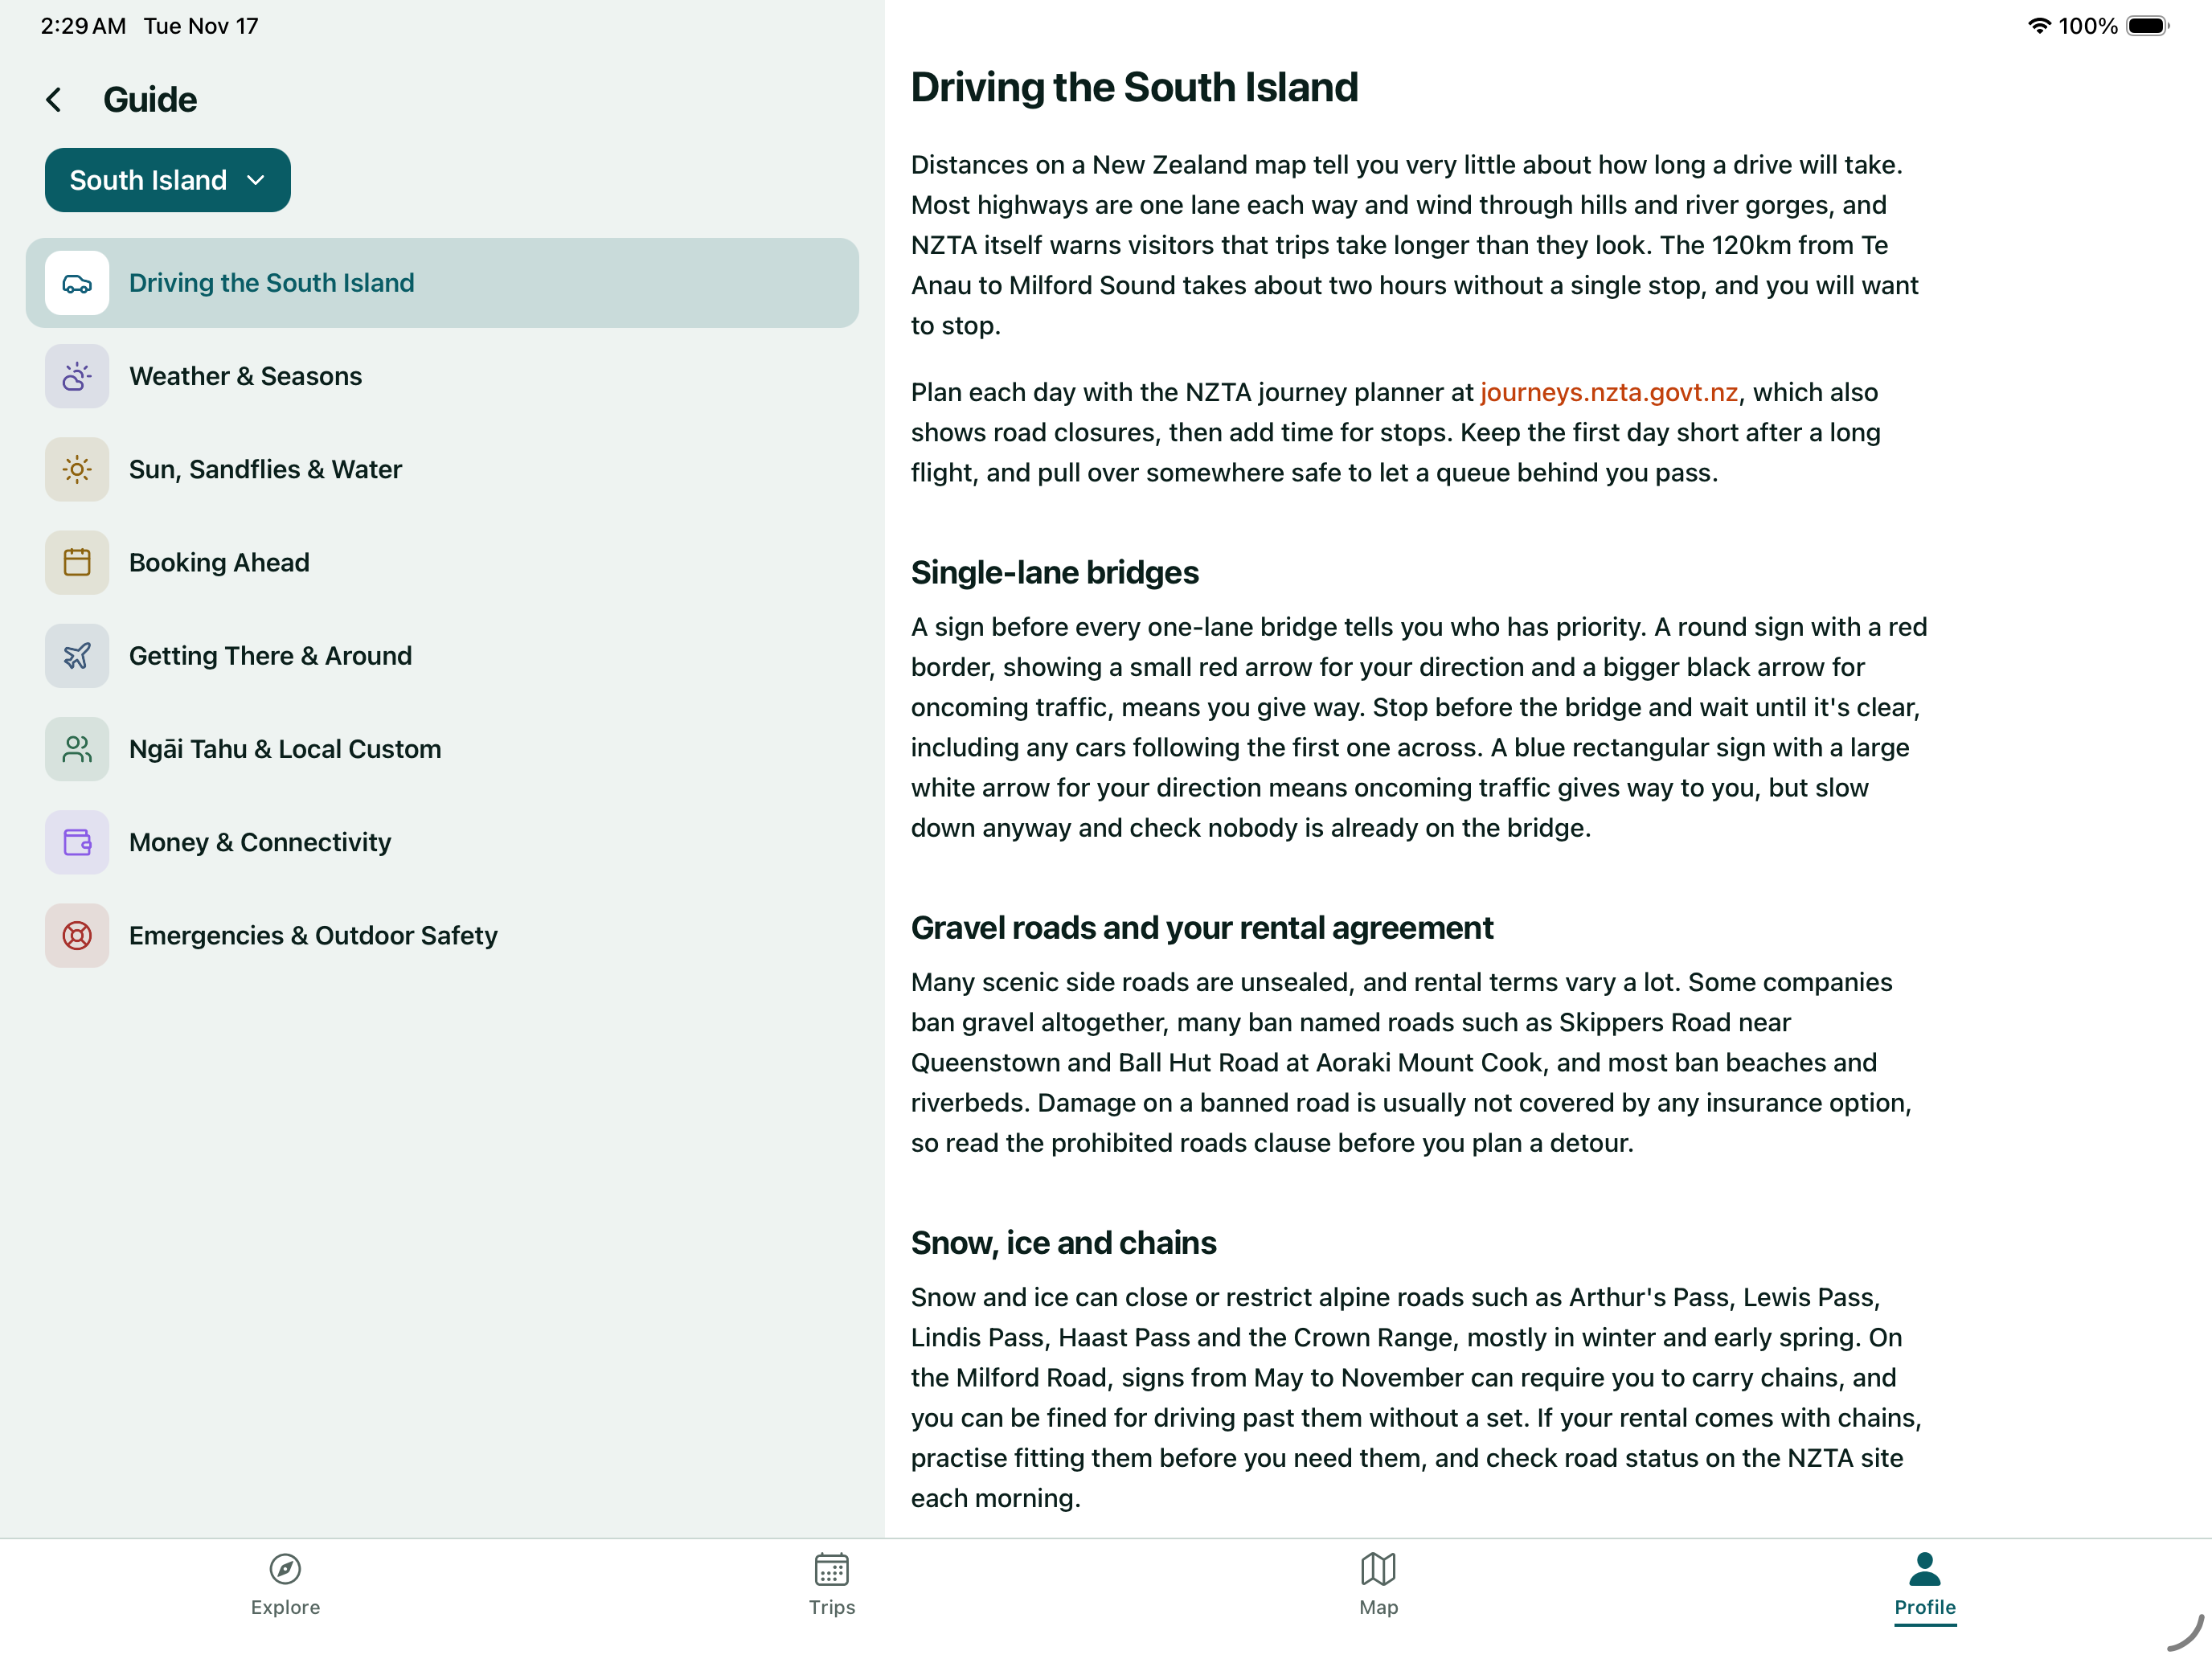 2:29 AM Tue Nov 17
100%
Guide
South Island
Driving the South Island
Weather & Seasons
Sun, Sandflies & Water
Booking Ahead
Getting There & Around
Ngāi Tahu & Local Custom
Money & Connectivity
Emergencies & Outdoor Safety
Driving the South Island
Distances on a New Zealand map tell you very little about how long a drive will take.
Most highways are one lane each way and wind through hills and river gorges, and
NZTA itself warns visitors that trips take longer than they look. The 120km from Te
Anau to Milford Sound takes about two hours without a single stop, and you will want
to stop.
Plan each day with the NZTA journey planner at journeys.nzta.govt.nz, which also
shows road closures, then add time for stops. Keep the first day short after a long
flight, and pull over somewhere safe to let a queue behind you pass.
Single-lane bridges
A sign before every one-lane bridge tells you who has priority. A round sign with a red
border, showing a small red arrow for your direction and a bigger black arrow for
oncoming traffic, means you give way. Stop before the bridge and wait until it's clear,
including any cars following the first one across. A blue rectangular sign with a large
white arrow for your direction means oncoming traffic gives way to you, but slow
down anyway and check nobody is already on the bridge.
Gravel roads and your rental agreement
Many scenic side roads are unsealed, and rental terms vary a lot. Some companies
ban gravel altogether, many ban named roads such as Skippers Road near
Queenstown and Ball Hut Road at Aoraki Mount Cook, and most ban beaches and
riverbeds. Damage on a banned road is usually not covered by any insurance option,
so read the prohibited roads clause before you plan a detour.
Snow, ice and chains
Snow and ice can close or restrict alpine roads such as Arthur's Pass, Lewis Pass,
Lindis Pass, Haast Pass and the Crown Range, mostly in winter and early spring. On
the Milford Road, signs from May to November can require you to carry chains, and
you can be fined for driving past them without a set. If your rental comes with chains,
practise fitting them before you need them, and check road status on the NZTA site
each morning.
Explore
Trips
Map
Profile